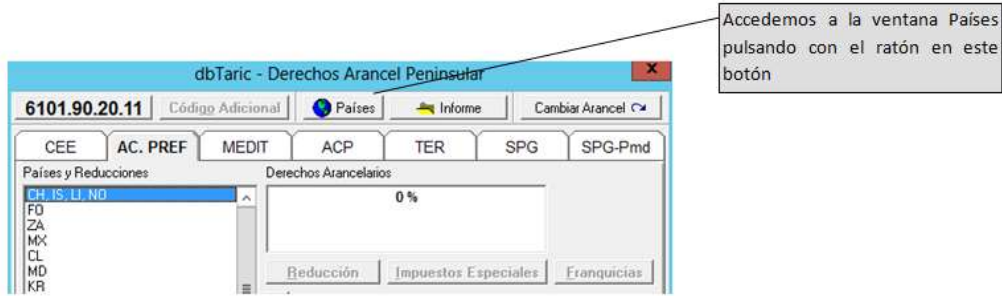 Accedemos a la ventana Países
pulsando con el ratón en este
botón
dbTaric - Derechos Arancel Peninsular
x
6101.90.20.11 Código Adicional Países Informe Cambiar Arancel
CEE AC. PREF MEDIT ACP TER SPG SPG-Pmd
Países y Reducciones Derechos Arancelarios
CH, IS, LI, NO 0 %
FO
ZA
MX
CL
MD Reducción Impuestos Especiales Franquicias
KR